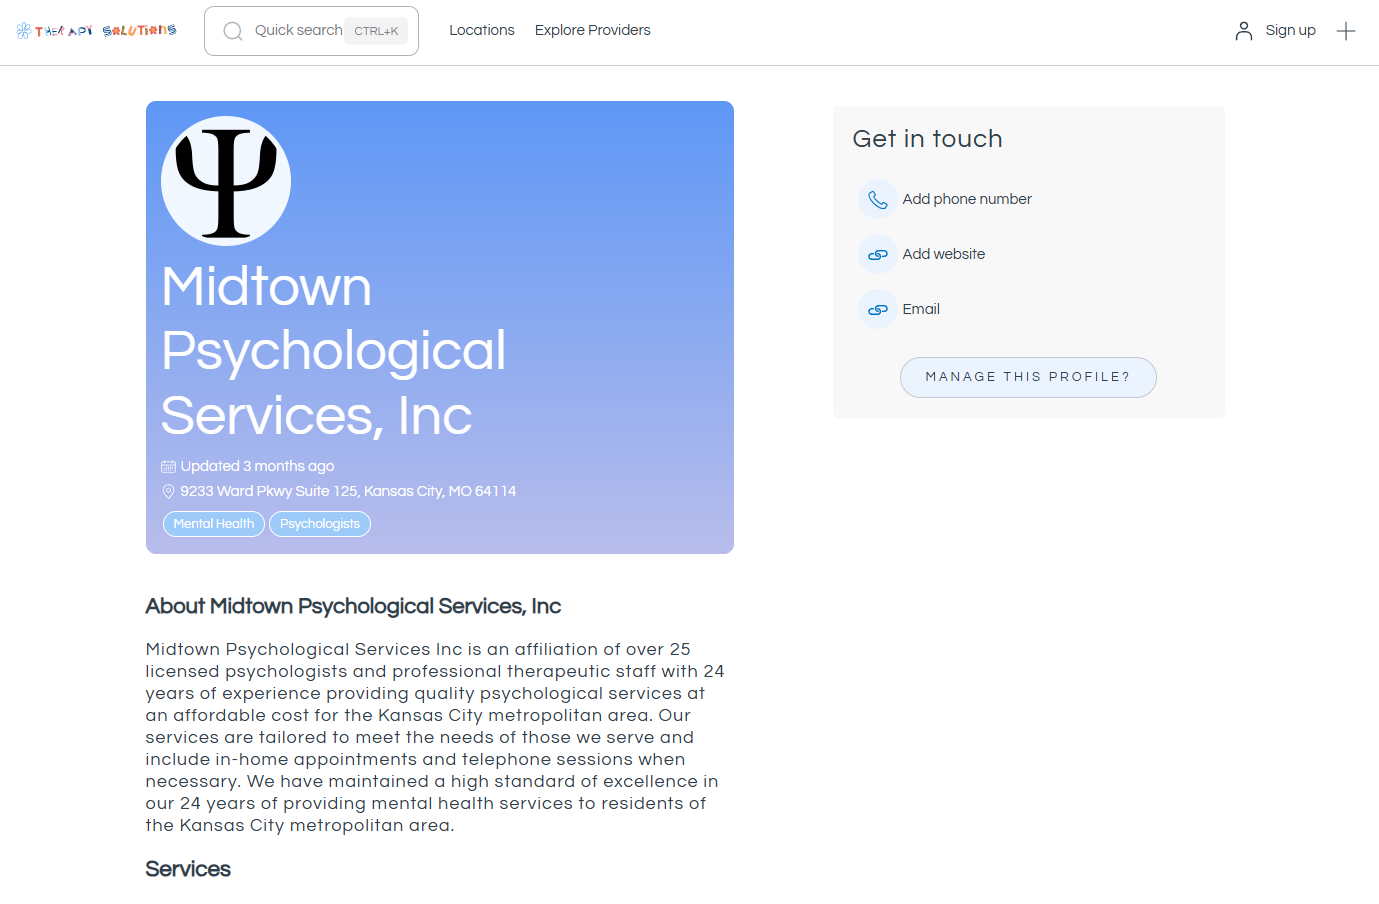 THERAPY SOLUTIONS
Quick search CTRL+K
Locations
Explore Providers
Sign up
Ψ
Midtown
Psychological
Services, Inc
Updated 3 months ago
9233 Ward Pkwy Suite 125, Kansas City, MO 64114
Mental Health
Psychologists
Get in touch
Add phone number
Add website
Email
MANAGE THIS PROFILE?
About Midtown Psychological Services, Inc
Midtown Psychological Services Inc is an affiliation of over 25
licensed psychologists and professional therapeutic staff with 24
years of experience providing quality psychological services at
an affordable cost for the Kansas City metropolitan area. Our
services are tailored to meet the needs of those we serve and
include in-home appointments and telephone sessions when
necessary. We have maintained a high standard of excellence in
our 24 years of providing mental health services to residents of
the Kansas City metropolitan area.
Services